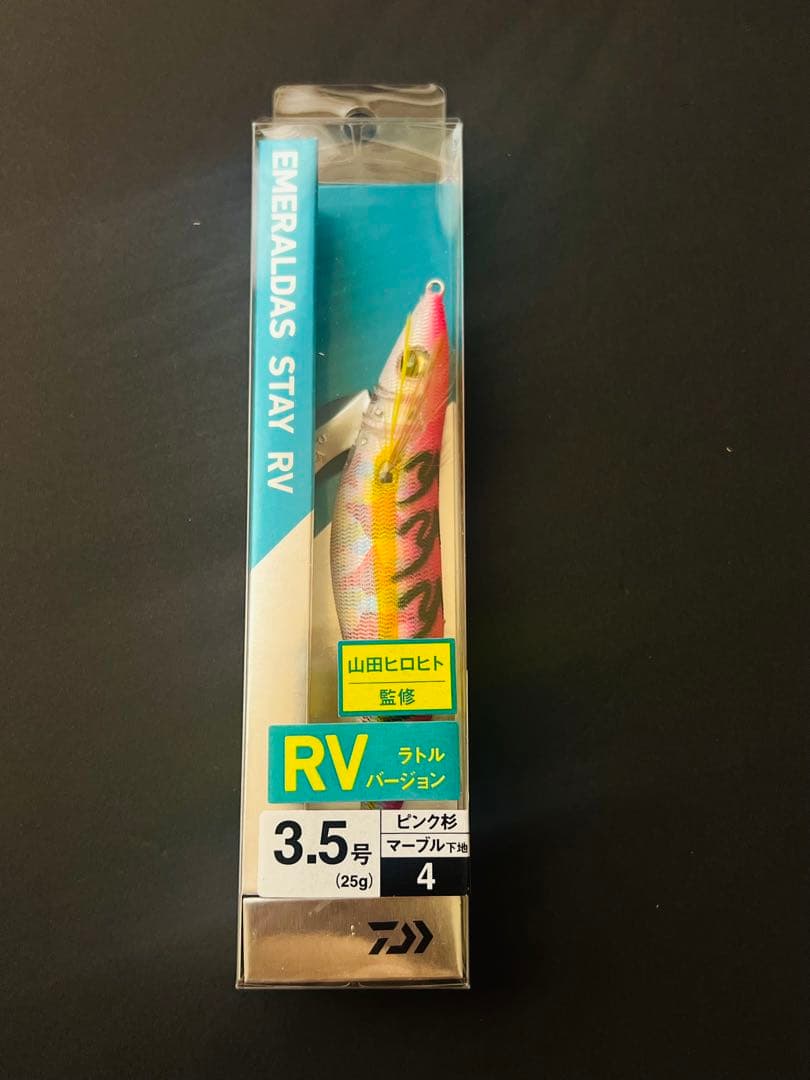 EMERALDAS STAY RV
山田ヒロヒト
監修
RV ラトル
バージョン
3.5号
(25g)
ピンク杉
マーブル下地
4